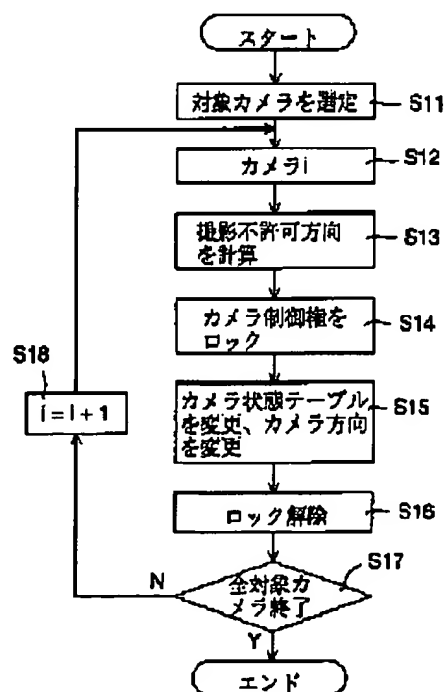 スタート
対象カメラを選定
S11
カメラi
S12
撮影不許可方向
を計算
S13
カメラ制御権を
ロック
S14
カメラ状態テーブル
を変更、カメラ方向
を変更
S15
ロック解除
S16
全対象カ
メラ終了
S17
N
Y
S18
i=i+1
エンド